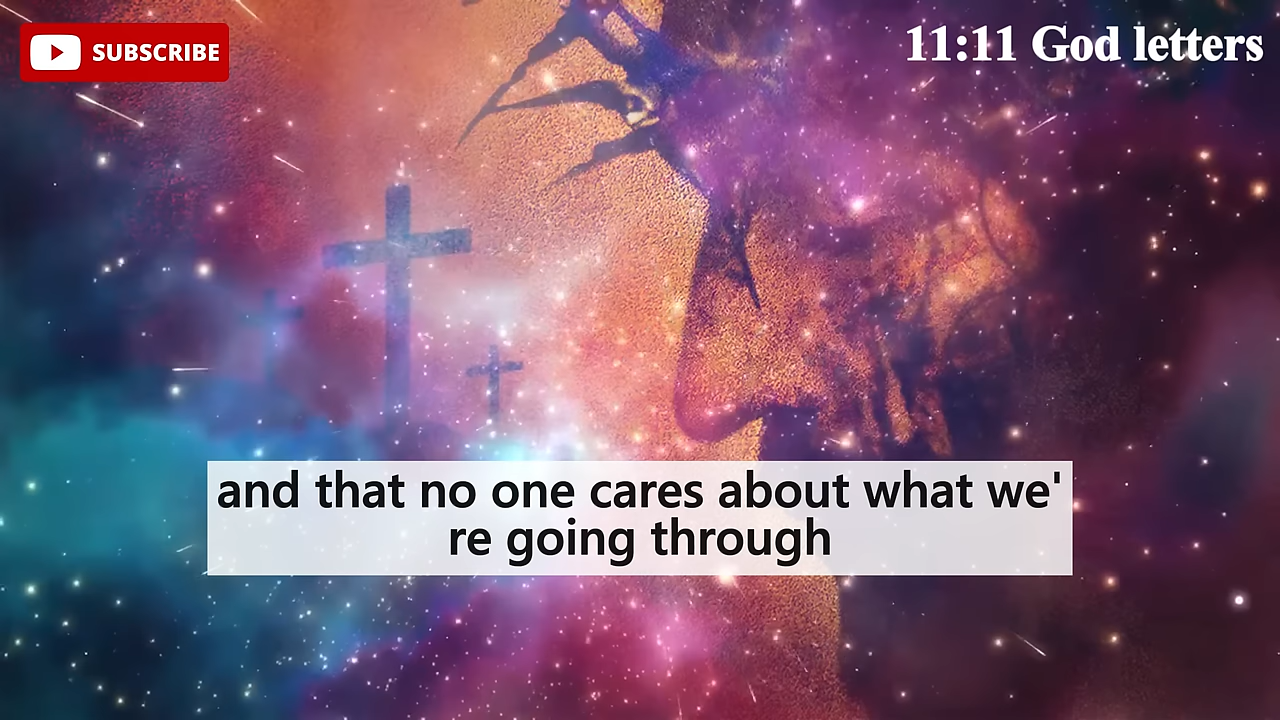 SUBSCRIBE
11:11 God letters
and that no one cares about what we'
re going through